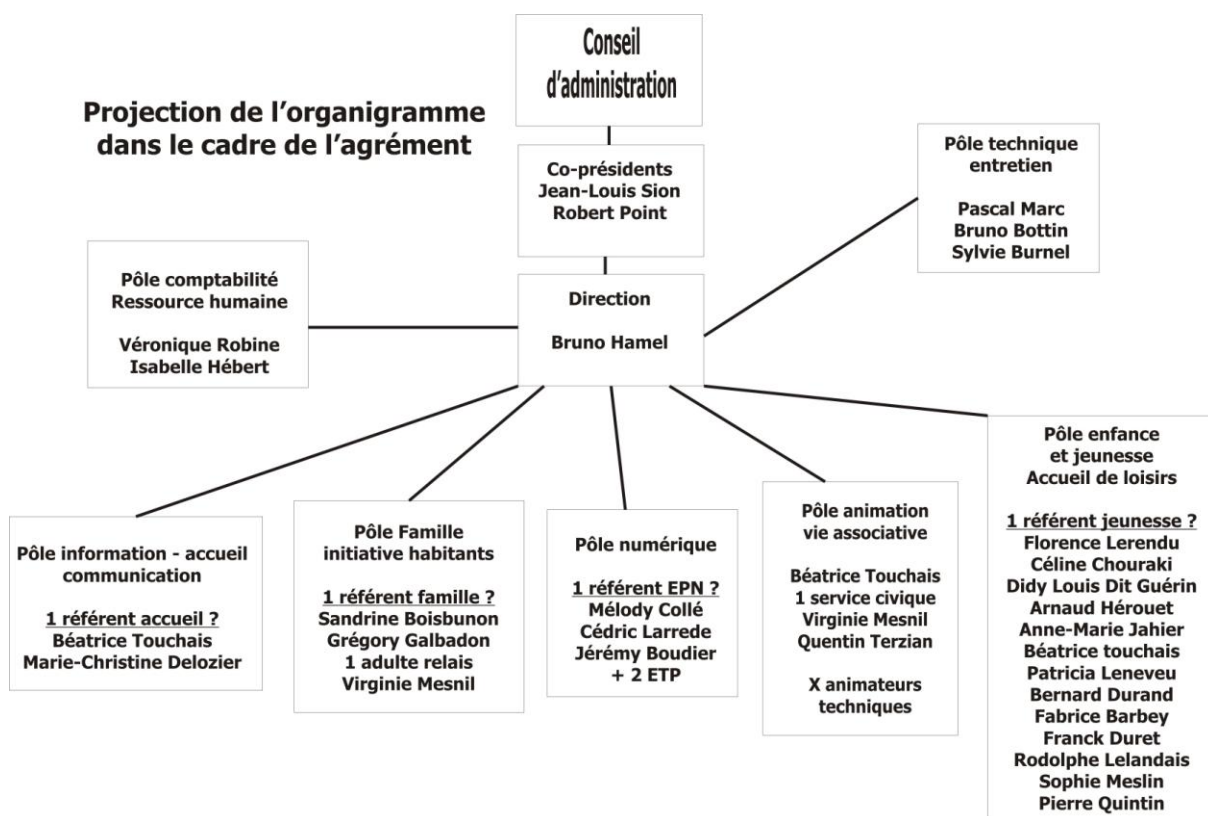 Conseil
d'administration
Projection de l'organigramme
dans le cadre de l'agrément
Co-présidents
Jean-Louis Sion
Robert Point
Pôle technique
entretien
Pascal Marc
Bruno Bottin
Sylvie Burnel
Pôle comptabilité
Ressource humaine
Véronique Robine
Isabelle Hébert
Direction
Bruno Hamel
Pôle information - accueil
communication
1 référent accueil ?
Béatrice Touchais
Marie-Christine Delozier
Pôle Famille
initiative habitants
1 référent famille ?
Sandrine Boisbunon
Grégory Galbadon
1 adulte relais
Virginie Mesnil
Pôle numérique
1 référent EPN ?
Mélody Collé
Cédric Larrede
Jérémy Boudier
+ 2 ETP
Pôle animation
vie associative
Béatrice Touchais
1 service civique
Virginie Mesnil
Quentin Terzian
X animateurs
techniques
Pôle enfance
et jeunesse
Accueil de loisirs
1 référent jeunesse ?
Florence Lerendu
Céline Chouraki
Didy Louis Dit Guérin
Arnaud Hérouet
Anne-Marie Jahier
Béatrice touchais
Patricia Leneveu
Bernard Durand
Fabrice Barbey
Franck Duret
Rodolphe Lelandais
Sophie Meslin
Pierre Quintin